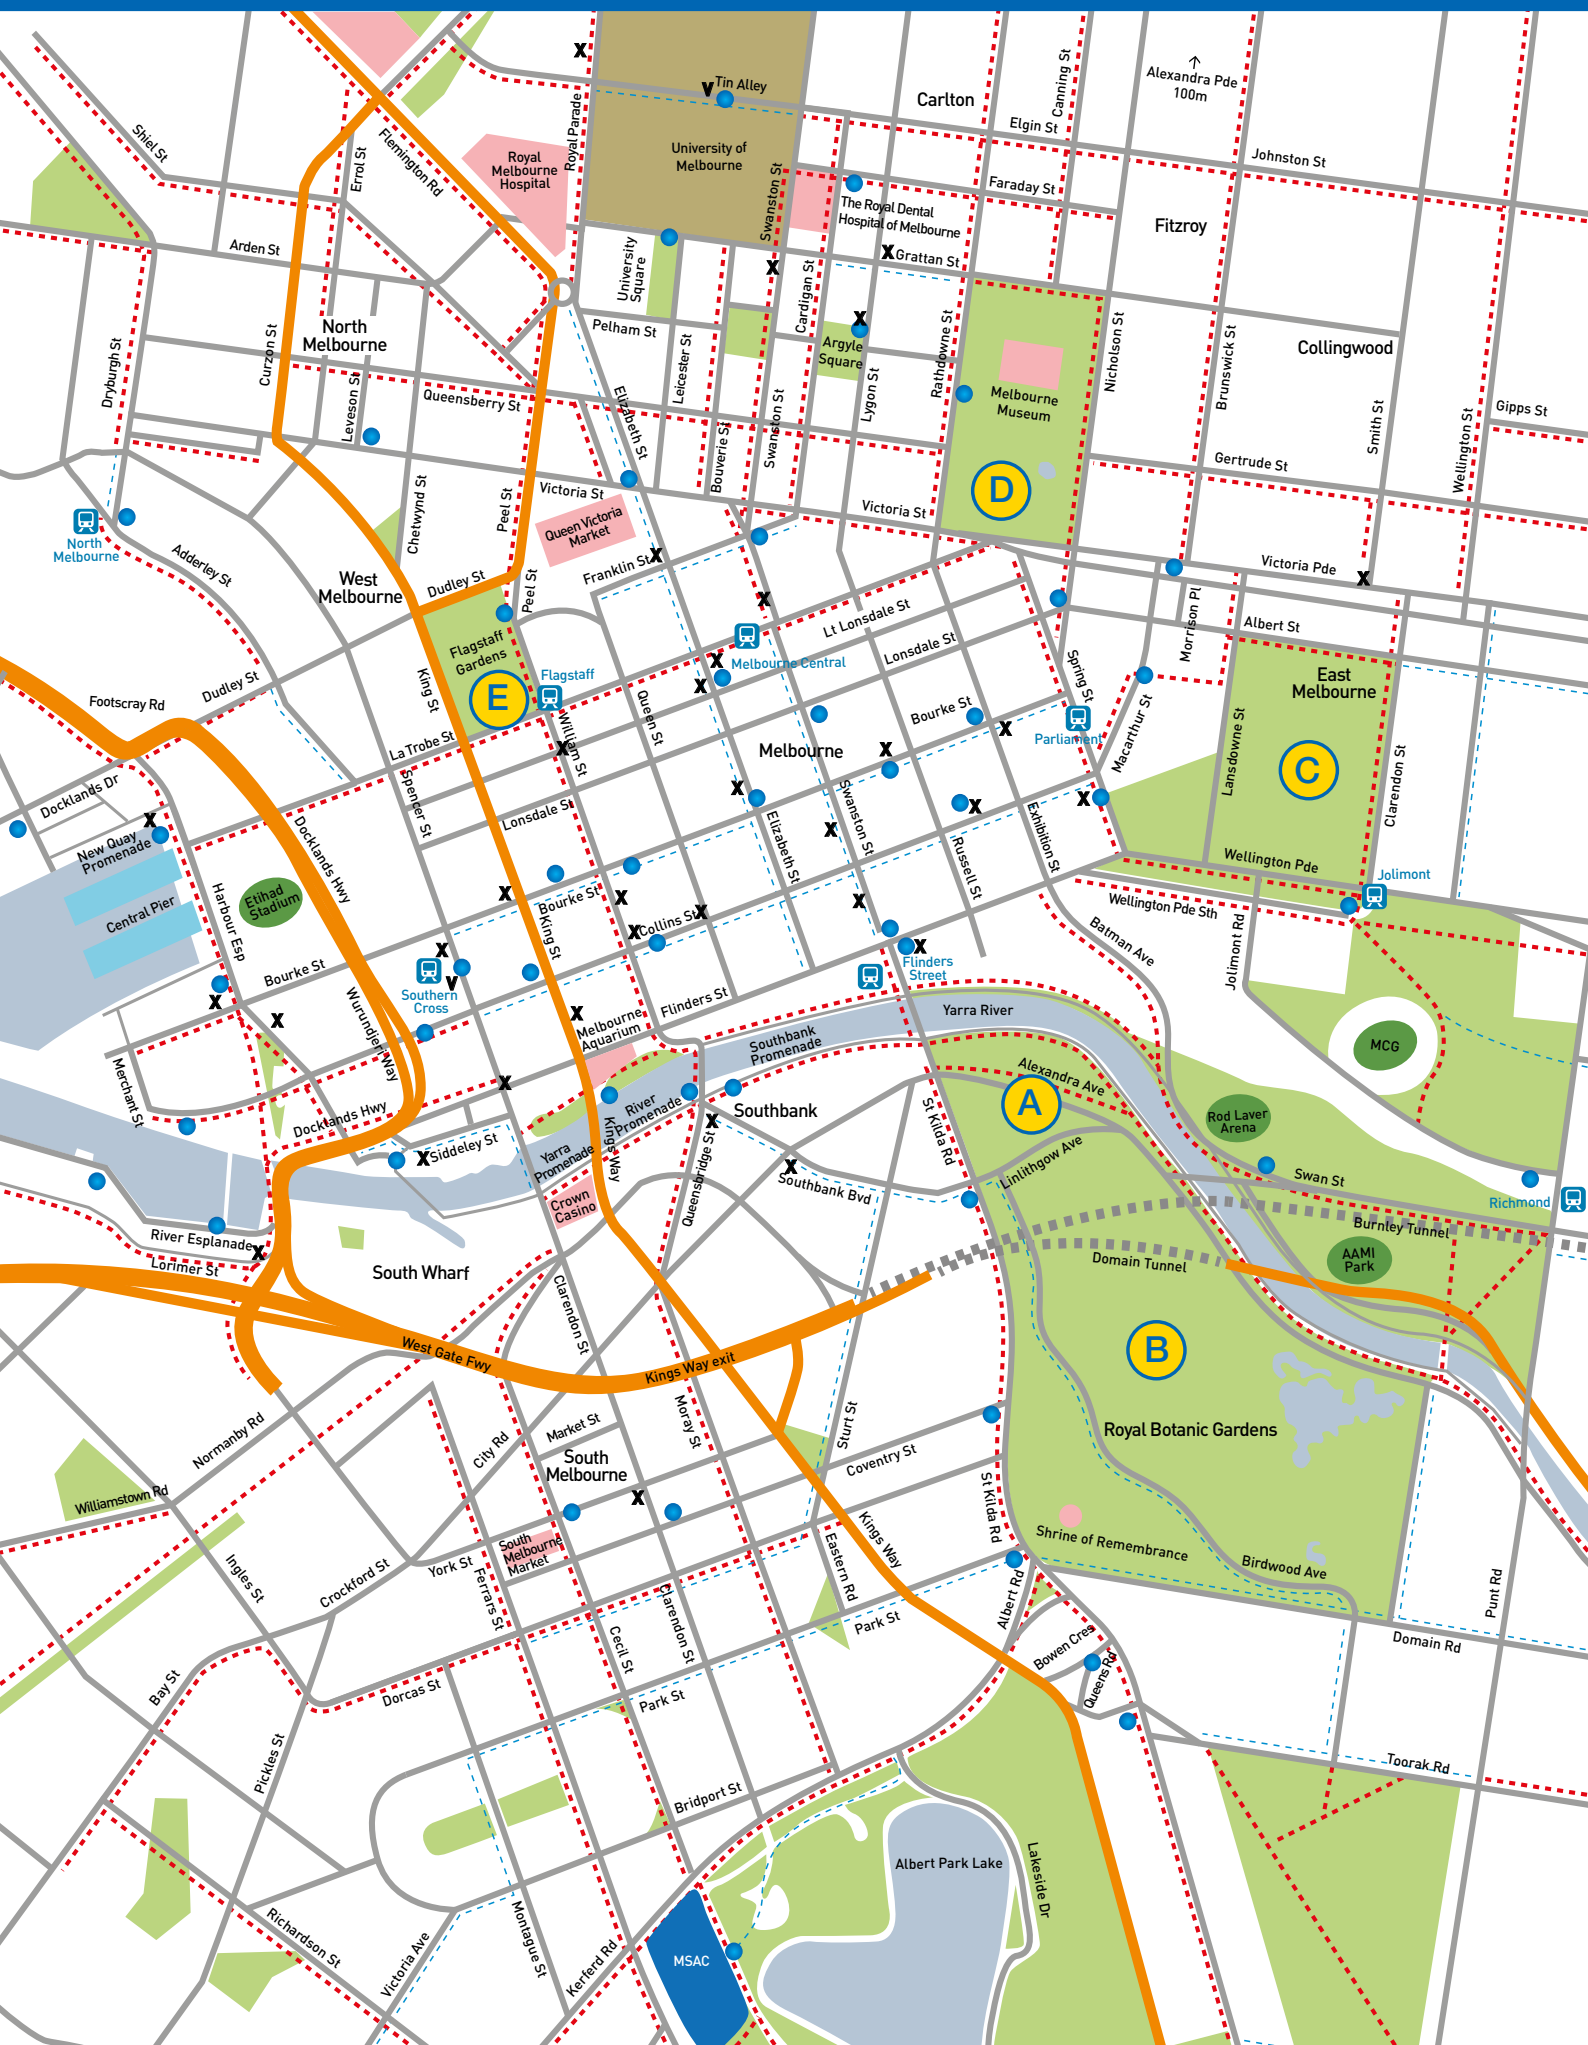 Alexandra Pde
100m
Tin Alley
Carlton
Canning St
Elgin St
Shiel St
Errol St
Flemington Rd
Royal Parade
Royal
Melbourne
Hospital
University of
Melbourne
Johnston St
Swanston St
Faraday St
The Royal Dental
Hospital of Melbourne
Fitzroy
Arden St
University
Square
Grattan St
Cardigan St
North
Melbourne
Curzon St
Dryburgh St
Pelham St
Leicester St
Argyle
Square
Rathdowne St
Nicholson St
Brunswick St
Collingwood
Leveson St
Queensberry St
Elizabeth St
Bouverie St
Swanston St
Lygon St
Melbourne
Museum
Smith St
Wellington St
Gipps St
Gertrude St
D
Chetwynd St
Peel St
Victoria St
Victoria St
Queen Victoria
Market
North
Melbourne
Adderley St
West
Melbourne
Dudley St
Peel St
Franklin St
Victoria Pde
Lt Lonsdale St
Lonsdale St
Morrison Pl
Albert St
Flagstaff
Gardens
Flagstaff
Melbourne Central
Spring St
East
Melbourne
Footscray Rd
Dudley St
King St
E
William St
Queen St
Bourke St
Melbourne
Parliament
Macarthur St
Lansdowne St
C
Clarendon St
La Trobe St
Docklands Dr
Spencer St
Lonsdale St
Swanston St
Elizabeth St
Exhibition St
Russell St
New Quay
Promenade
Docklands Hwy
Wellington Pde
Jolimont
Etihad
Stadium
Central Pier
Harbour Esp
Bourke St
King St
Collins St
Wellington Pde Sth
Jolimont Rd
Batman Ave
Bourke St
Southern
Cross
Flinders
Street
Wurundjeri Way
Melbourne
Aquarium
Flinders St
Southbank
Promenade
Yarra River
MCG
Merchant St
Docklands Hwy
Alexandra Ave
A
Rod Laver
Arena
River
Promenade
Southbank
St Kilda Rd
Siddeley St
Yarra
Promenade
Kings Way
Queensbridge St
Southbank Bvd
Linlithgow Ave
Swan St
Richmond
Crown
Casino
River Esplanade
Lorimer St
South Wharf
Burnley Tunnel
Domain Tunnel
AAMI
Park
Clarendon St
West Gate Fwy
Kings Way exit
B
Moray St
Sturt St
Royal Botanic Gardens
Normanby Rd
Market St
City Rd
South
Melbourne
Coventry St
Williamstown Rd
St Kilda Rd
Kings Way
South
Melbourne
Market
Shrine of Remembrance
Birdwood Ave
York St
Ingles St
Crockford St
Ferrars St
Clarendon St
Eastern Rd
Albert Rd
Punt Rd
Park St
Domain Rd
Cecil St
Bowen Cres
Queens Rd
Bay St
Dorcas St
Park St
Pickles St
Toorak Rd
Bridport St
Albert Park Lake
Lakeside Dr
Richardson St
Victoria Ave
Montague St
Kerferd Rd
MSAC